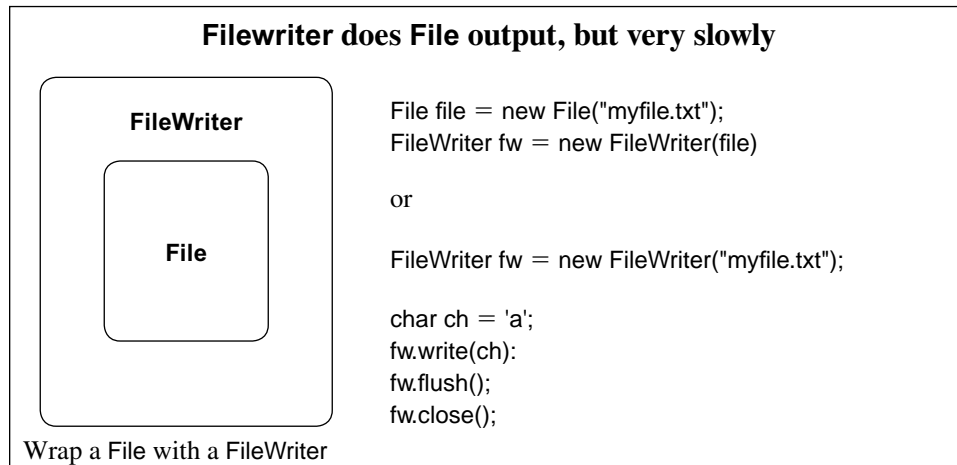 Filewriter does File output, but very slowly
FileWriter
File
File file = new File("myfile.txt");
FileWriter fw = new FileWriter(file)
or
FileWriter fw = new FileWriter("myfile.txt");
char ch = 'a';
fw.write(ch):
fw.flush();
fw.close();
Wrap a File with a FileWriter